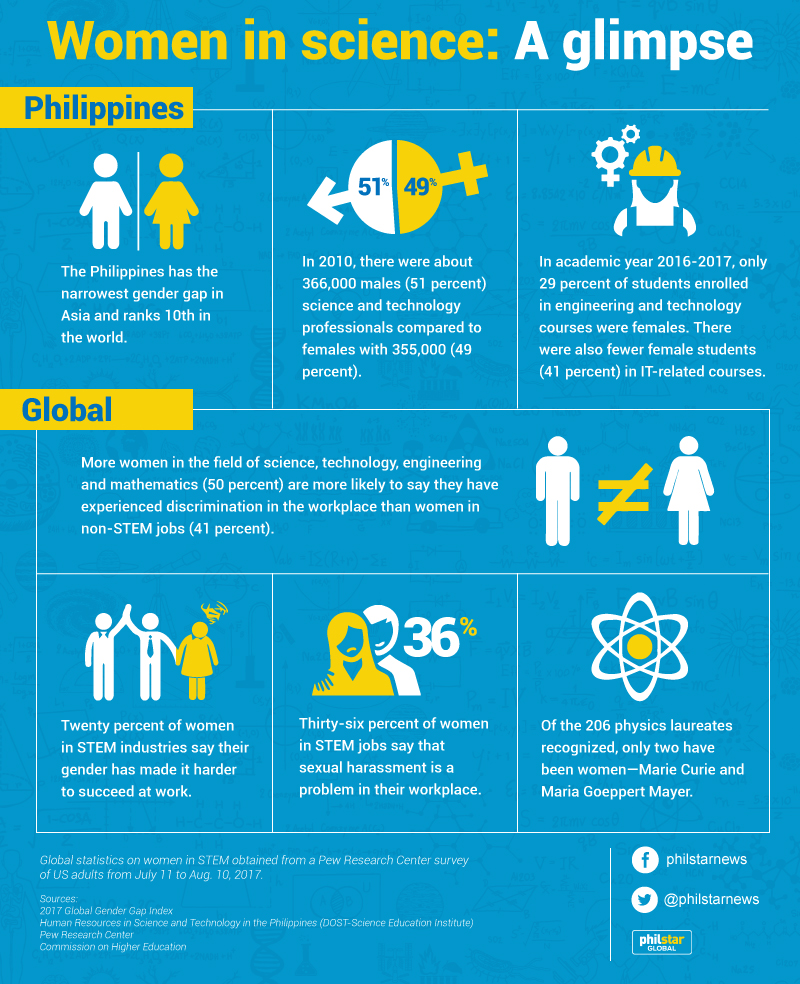 Women in science: A glimpse
Philippines
The Philippines has the
narrowest gender gap in
Asia and ranks 10th in
the world.
51%
49%
In 2010, there were about
366,000 males (51 percent)
science and technology
professionals compared to
females with 355,000 (49
percent).
In academic year 2016-2017, only
29 percent of students enrolled
in engineering and technology
courses were females. There
were also fewer female students
(41 percent) in IT-related courses.
Global
More women in the field of science, technology, engineering
and mathematics (50 percent) are more likely to say they have
experienced discrimination in the workplace than women in
non-STEM jobs (41 percent).
Twenty percent of women
in STEM industries say their
gender has made it harder
to succeed at work.
36%
Thirty-six percent of women
in STEM jobs say that
sexual harassment is a
problem in their workplace.
Of the 206 physics laureates
recognized, only two have
been women—Marie Curie and
Maria Goeppert Mayer.
Global statistics on women in STEM obtained from a Pew Research Center survey
of US adults from July 11 to Aug. 10, 2017.
Sources:
2017 Global Gender Gap Index
Human Resources in Science and Technology in the Philippines (DOST-Science Education Institute)
Pew Research Center
Commission on Higher Education
philstarnews
@philstarnews
philstar
GLOBAL